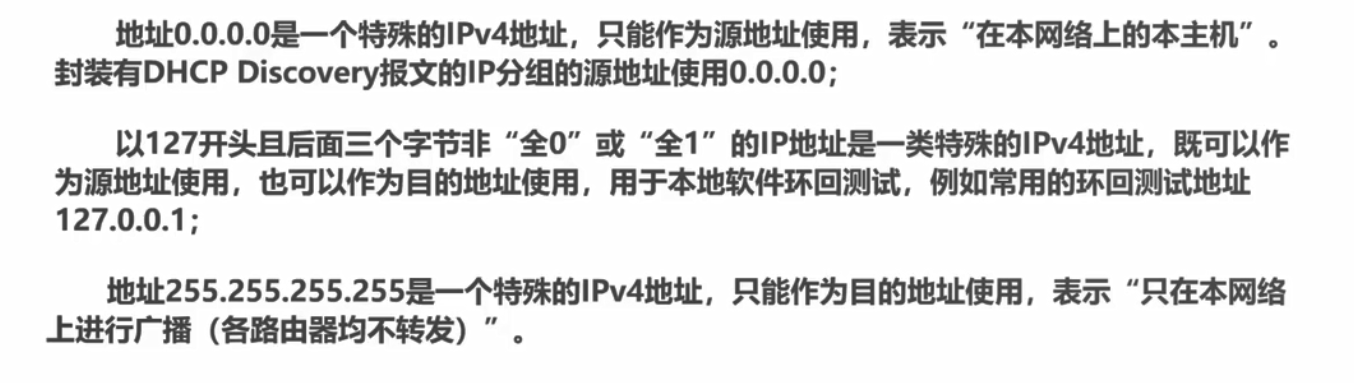 地址0.0.0.0是一个特殊的IPv4地址，只能作为源地址使用，表示“在本网络上的本主机”。
封装有DHCP Discovery报文的IP分组的源地址使用0.0.0.0；
以127开头且后面三个字节非“全0”或“全1”的IP地址是一类特殊的IPv4地址，既可以作
为源地址使用，也可以作为目的地址使用，用于本地软件环回测试，例如常用的环回测试地址
127.0.0.1；
地址255.255.255.255是一个特殊的IPv4地址，只能作为目的地址使用，表示“只在本网络
上进行广播（各路由器均不转发）”。